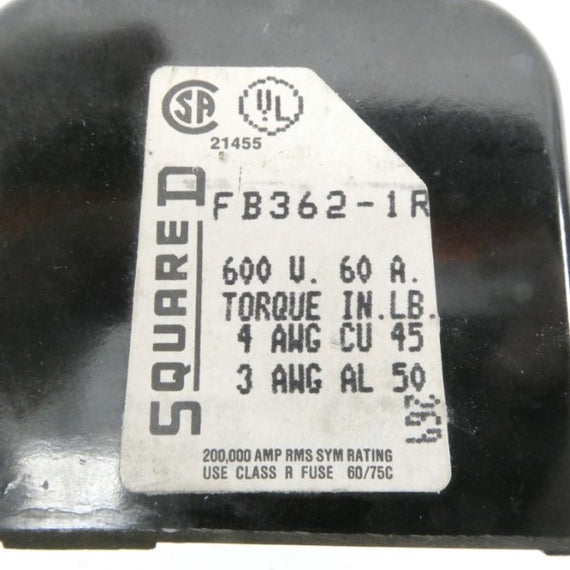 SA
UL
21455
SQUARE D
FB362-1R
600 V. 60 A.
TORQUE IN.LB.
4 AWG CU 45
3 AWG AL 50
200,000 AMP RMS SYM RATING
USE CLASS R FUSE 60/75C